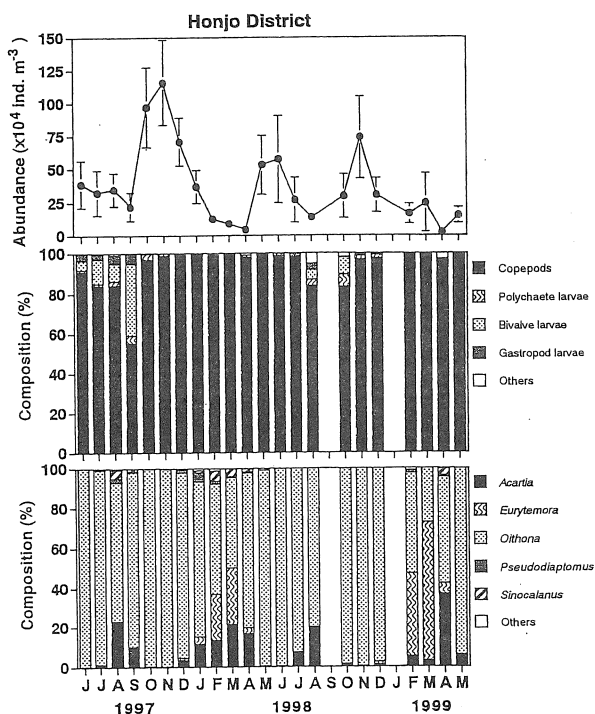 Honjo District
Abundance (x10⁴ ind. m⁻³)
150
125
100
75
50
25
0
Composition (%)
100
80
60
40
20
0
Copepods
Polychaete larvae
Bivalve larvae
Gastropod larvae
Others
Composition (%)
100
80
60
40
20
0
Acartia
Eurytemora
Oithona
Pseudodiaptomus
Sinocalanus
Others
J J A S O N D J F M A M J J A S O N D J F M A M
1997 1998 1999